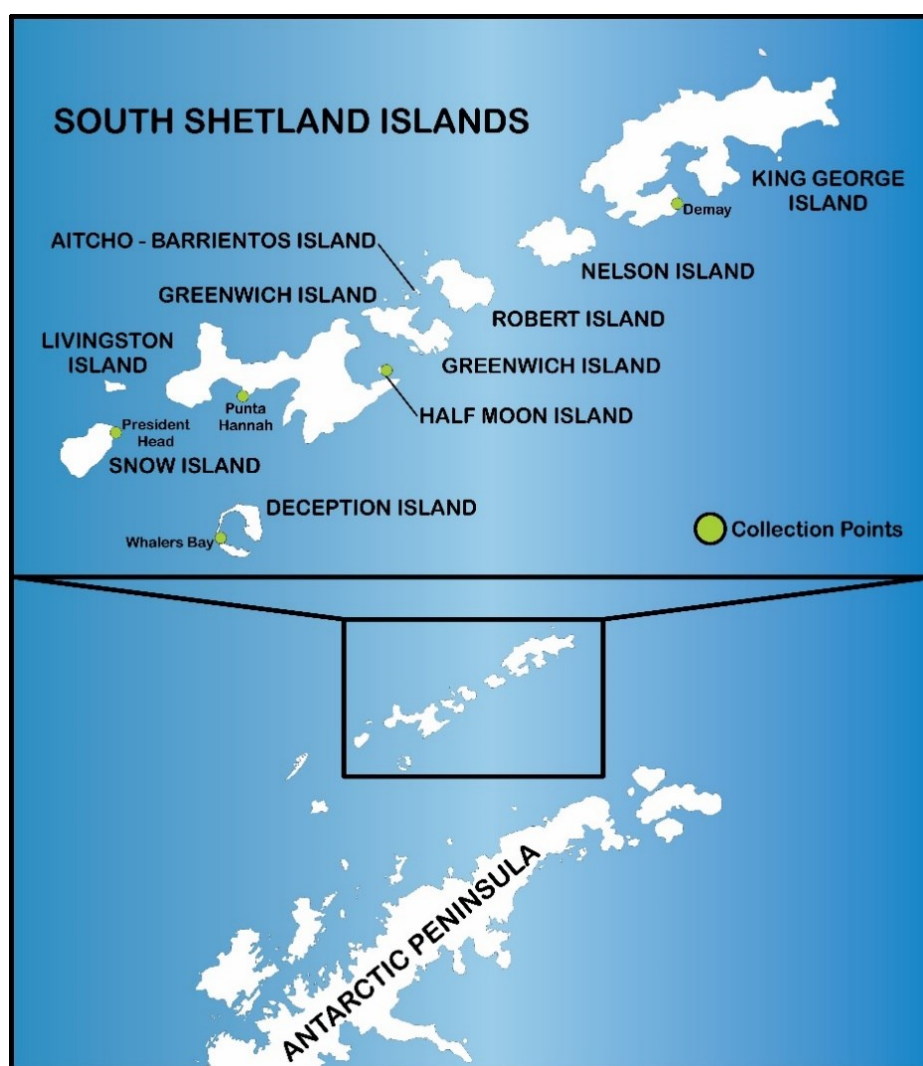 SOUTH SHETLAND ISLANDS
KING GEORGE
ISLAND
Demay
AITCHO - BARRIENTOS ISLAND
NELSON ISLAND
GREENWICH ISLAND
ROBERT ISLAND
LIVINGSTON
ISLAND
GREENWICH ISLAND
Punta
Hannah
HALF MOON ISLAND
President
Head
SNOW ISLAND
DECEPTION ISLAND
Whalers Bay
Collection Points
ANTARCTIC PENINSULA